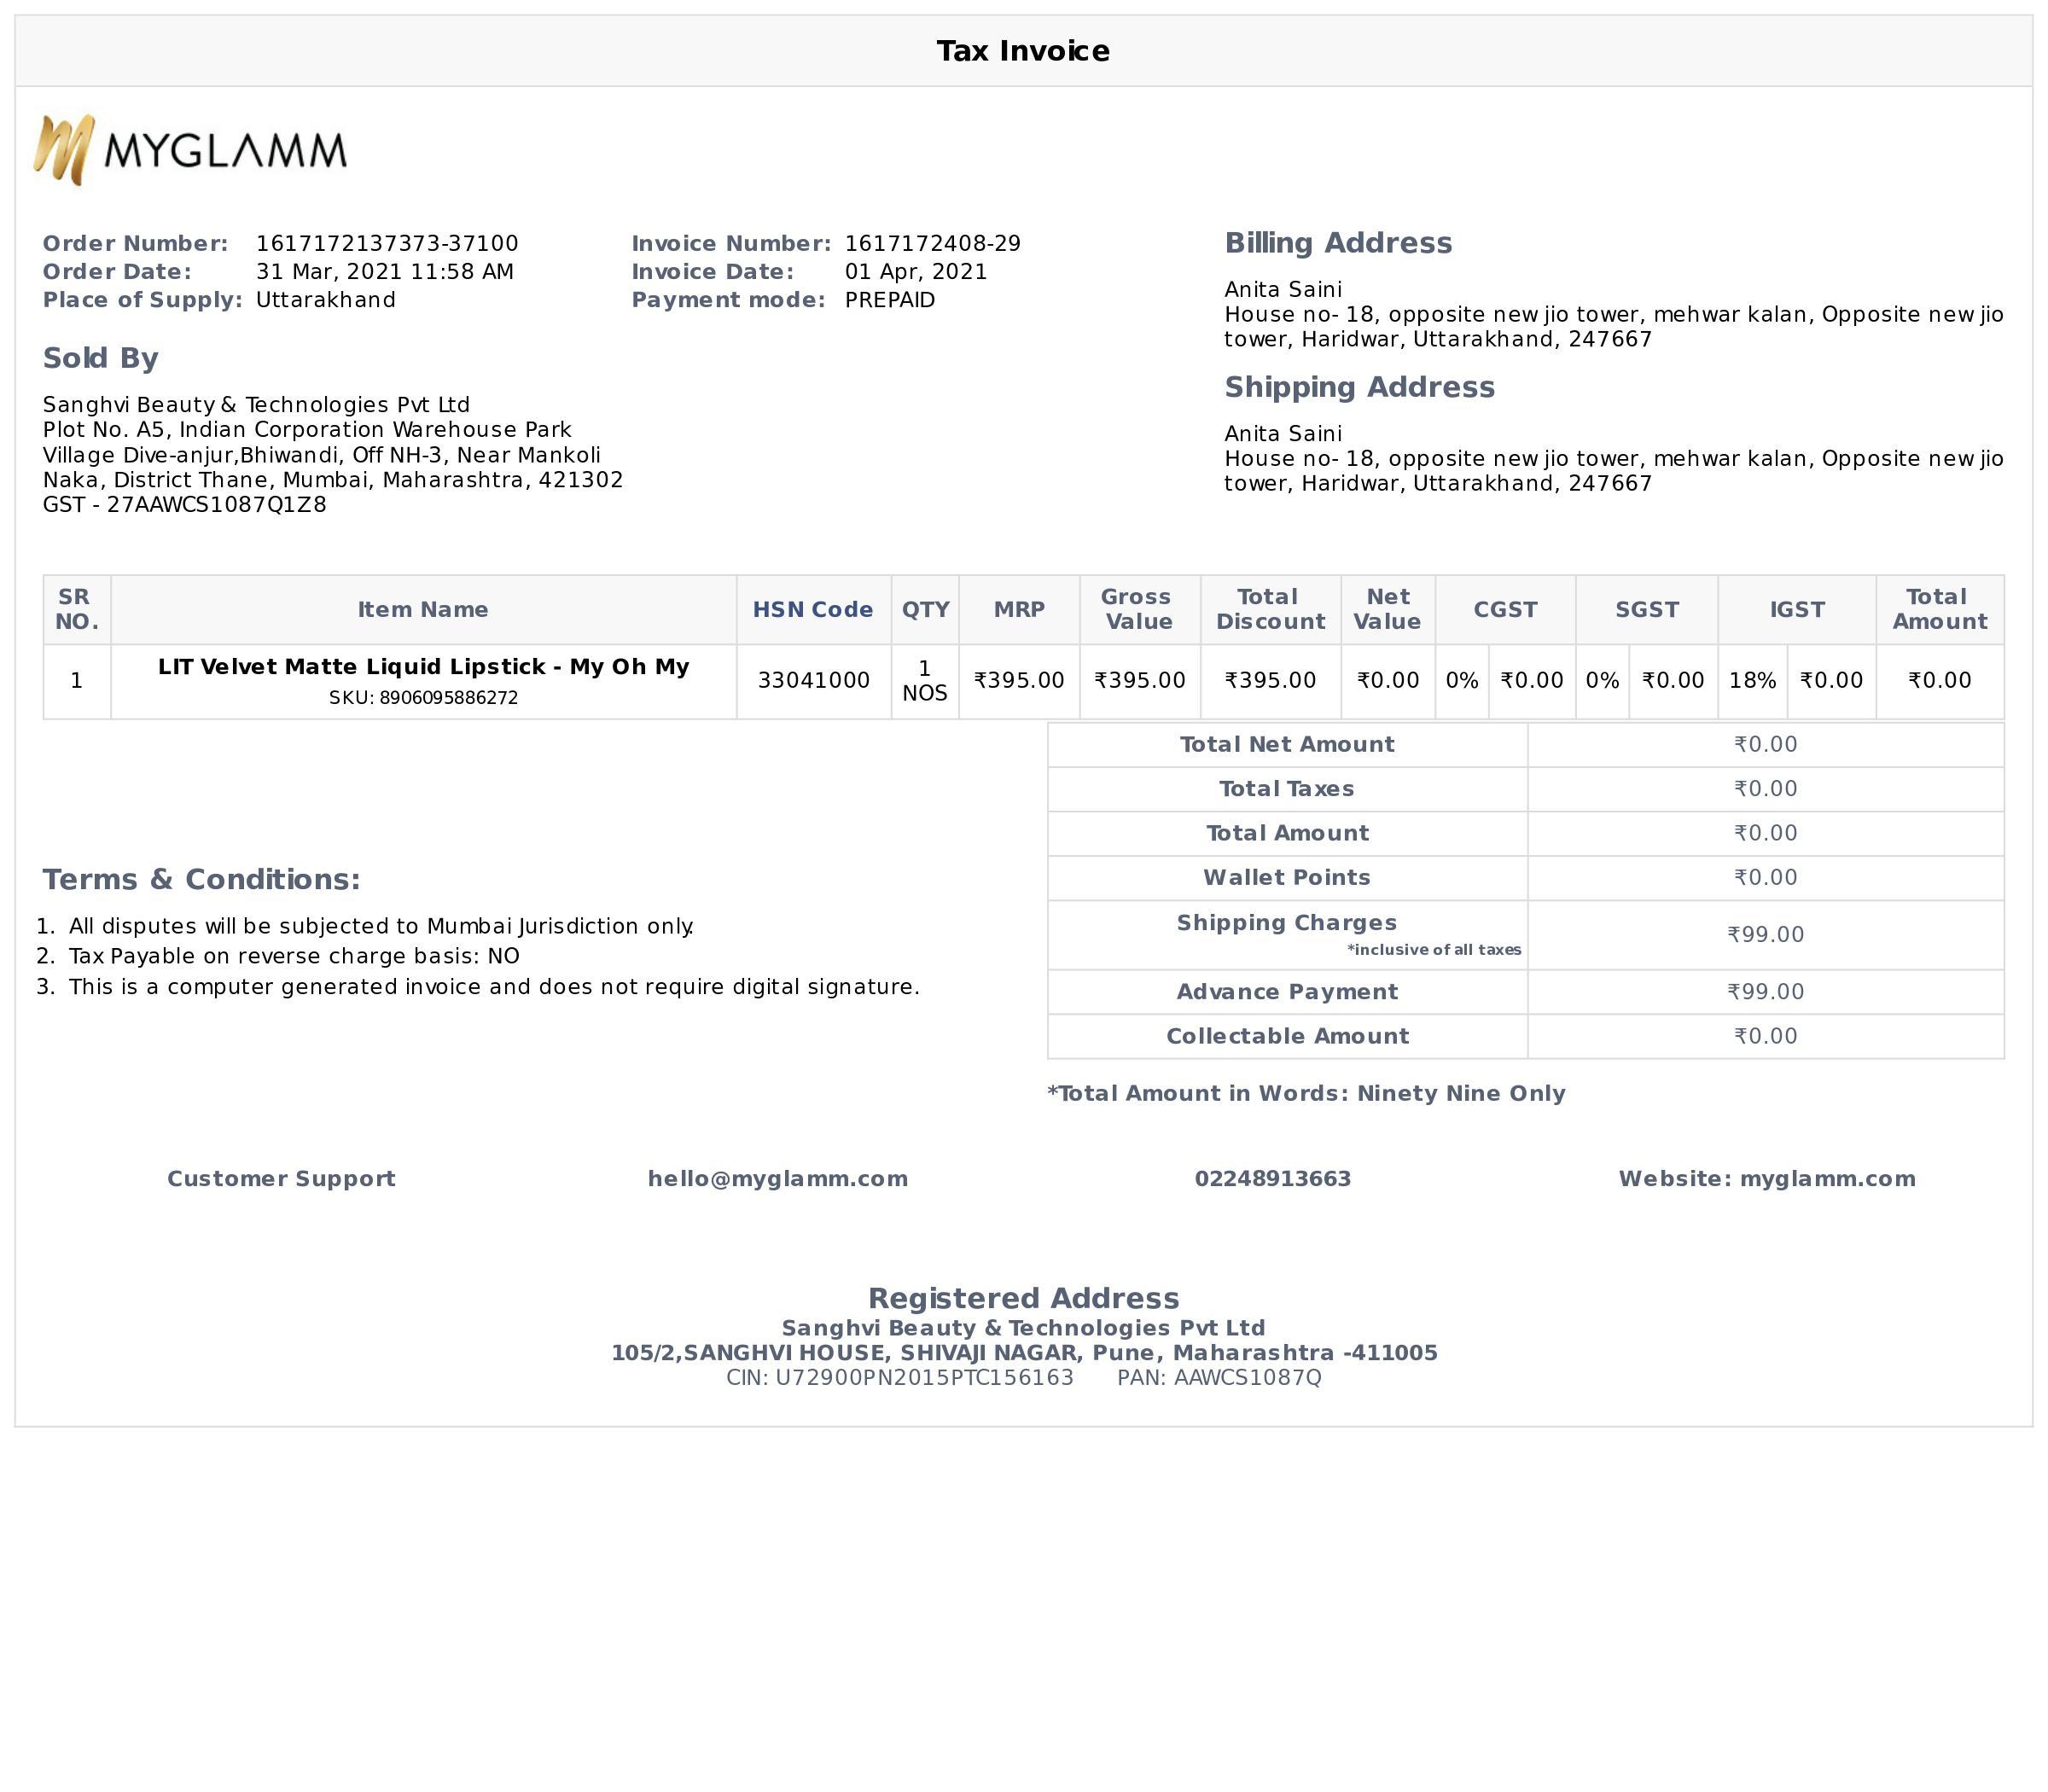 Tax Invoice
MYGLAMM
Order Number: 1617172137373-37100
Order Date: 31 Mar, 2021 11:58 AM
Place of Supply: Uttarakhand
Invoice Number: 1617172408-29
Invoice Date: 01 Apr, 2021
Payment mode: PREPAID
Sold By
Sanghvi Beauty & Technologies Pvt Ltd
Plot No. A5, Indian Corporation Warehouse Park
Village Dive-anjur,Bhiwandi, Off NH-3, Near Mankoli
Naka, District Thane, Mumbai, Maharashtra, 421302
GST - 27AAWCS1087Q1Z8
Billing Address
Anita Saini
House no- 18, opposite new jio tower, mehwar kalan, Opposite new jio
tower, Haridwar, Uttarakhand, 247667
Shipping Address
Anita Saini
House no- 18, opposite new jio tower, mehwar kalan, Opposite new jio
tower, Haridwar, Uttarakhand, 247667
SR NO. Item Name HSN Code QTY MRP Gross Value Total Discount Net Value CGST SGST IGST Total Amount
1 LIT Velvet Matte Liquid Lipstick - My Oh My 33041000 1 NOS ₹395.00 ₹395.00 ₹395.00 ₹0.00 0% ₹0.00 0% ₹0.00 18% ₹0.00 ₹0.00
SKU: 8906095886272
Total Net Amount ₹0.00
Total Taxes ₹0.00
Total Amount ₹0.00
Wallet Points ₹0.00
Shipping Charges ₹99.00
*inclusive of all taxes
Advance Payment ₹99.00
Collectable Amount ₹0.00
*Total Amount in Words: Ninety Nine Only
Terms & Conditions:
1. All disputes will be subjected to Mumbai Jurisdiction only.
2. Tax Payable on reverse charge basis: NO
3. This is a computer generated invoice and does not require digital signature.
Customer Support hello@myglamm.com 02248913663 Website: myglamm.com
Registered Address
Sanghvi Beauty & Technologies Pvt Ltd
105/2,SANGHVI HOUSE, SHIVAJI NAGAR, Pune, Maharashtra -411005
CIN: U72900PN2015PTC156163 PAN: AAWCS1087Q